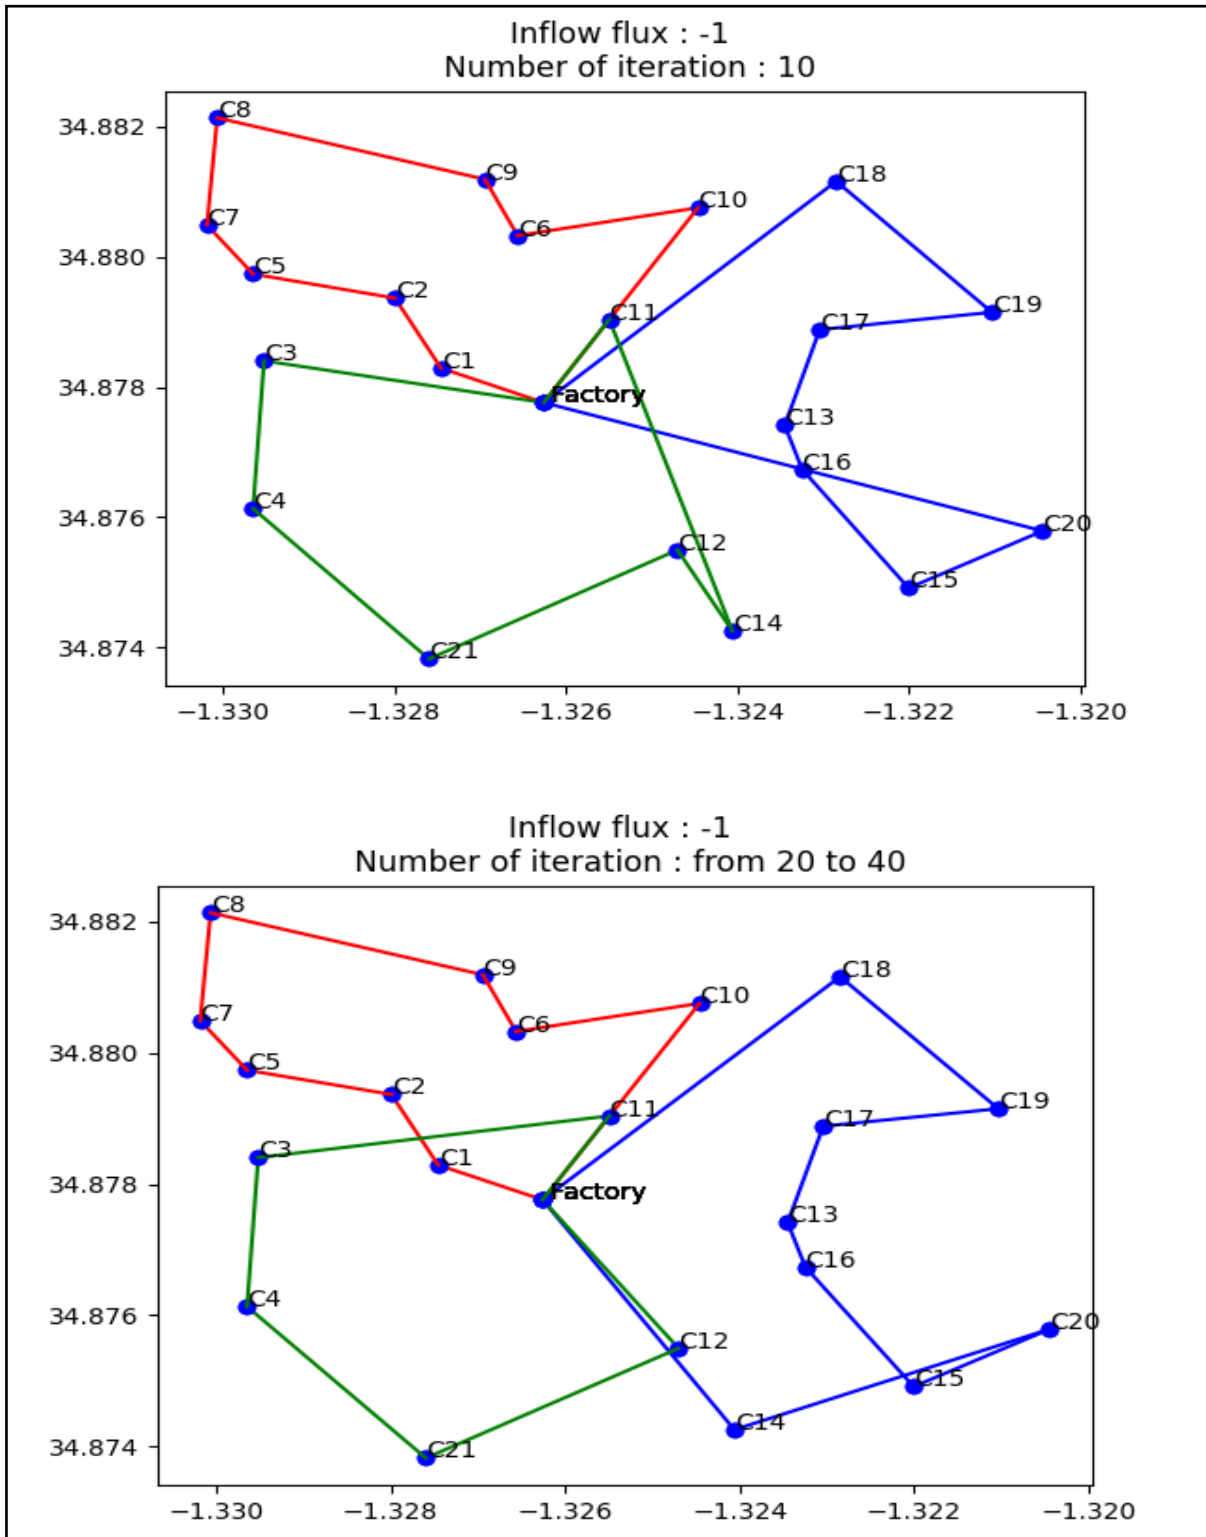 Inflow flux : -1
Number of iteration : 10
C8
34.882
C9
C18
C10
C7
C6
34.880
C5
C2
C19
C11
C17
C3
C1
34.878
Factory
C13
C16
C4
34.876
C20
C12
C15
C14
34.874
C21
−1.330 −1.328 −1.326 −1.324 −1.322 −1.320
Inflow flux : -1
Number of iteration : from 20 to 40
C8
34.882
C9
C18
C10
C7
C6
34.880
C5
C2
C19
C11
C17
C3
C1
34.878
Factory
C13
C16
C4
34.876
C20
C12
C15
C14
34.874
C21
−1.330 −1.328 −1.326 −1.324 −1.322 −1.320